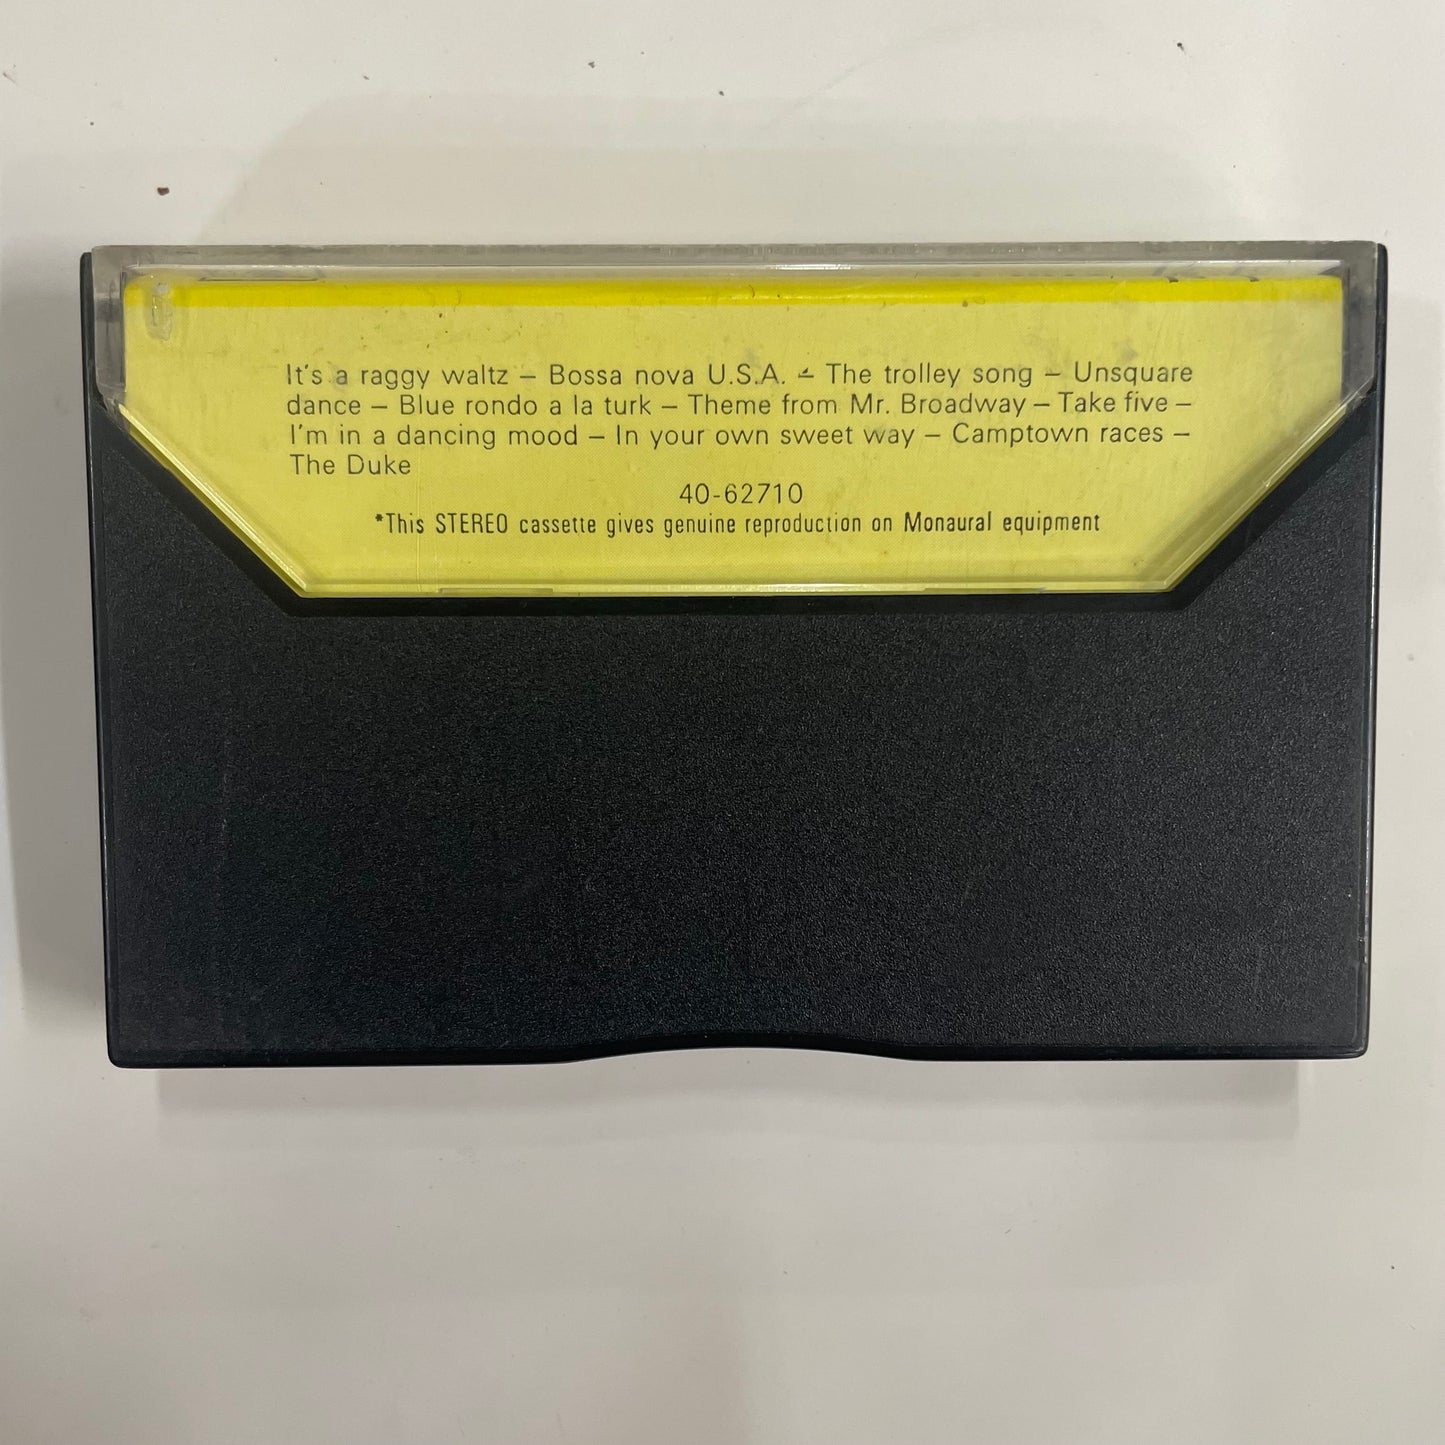 It's a raggy waltz – Bossa nova U.S.A. – The trolley song – Unsquare
dance – Blue rondo a la turk – Theme from Mr. Broadway – Take five –
I'm in a dancing mood – In your own sweet way – Camptown races –
The Duke
40-62710
*This STEREO cassette gives genuine reproduction on Monaural equipment